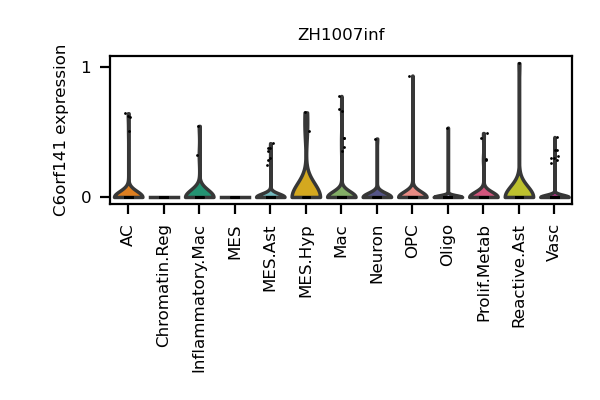 ZH1007inf
C6orf141 expression
1
0
AC
Chromatin.Reg
Inflammatory.Mac
MES
MES.Ast
MES.Hyp
Mac
Neuron
OPC
Oligo
Prolif.Metab
Reactive.Ast
Vasc